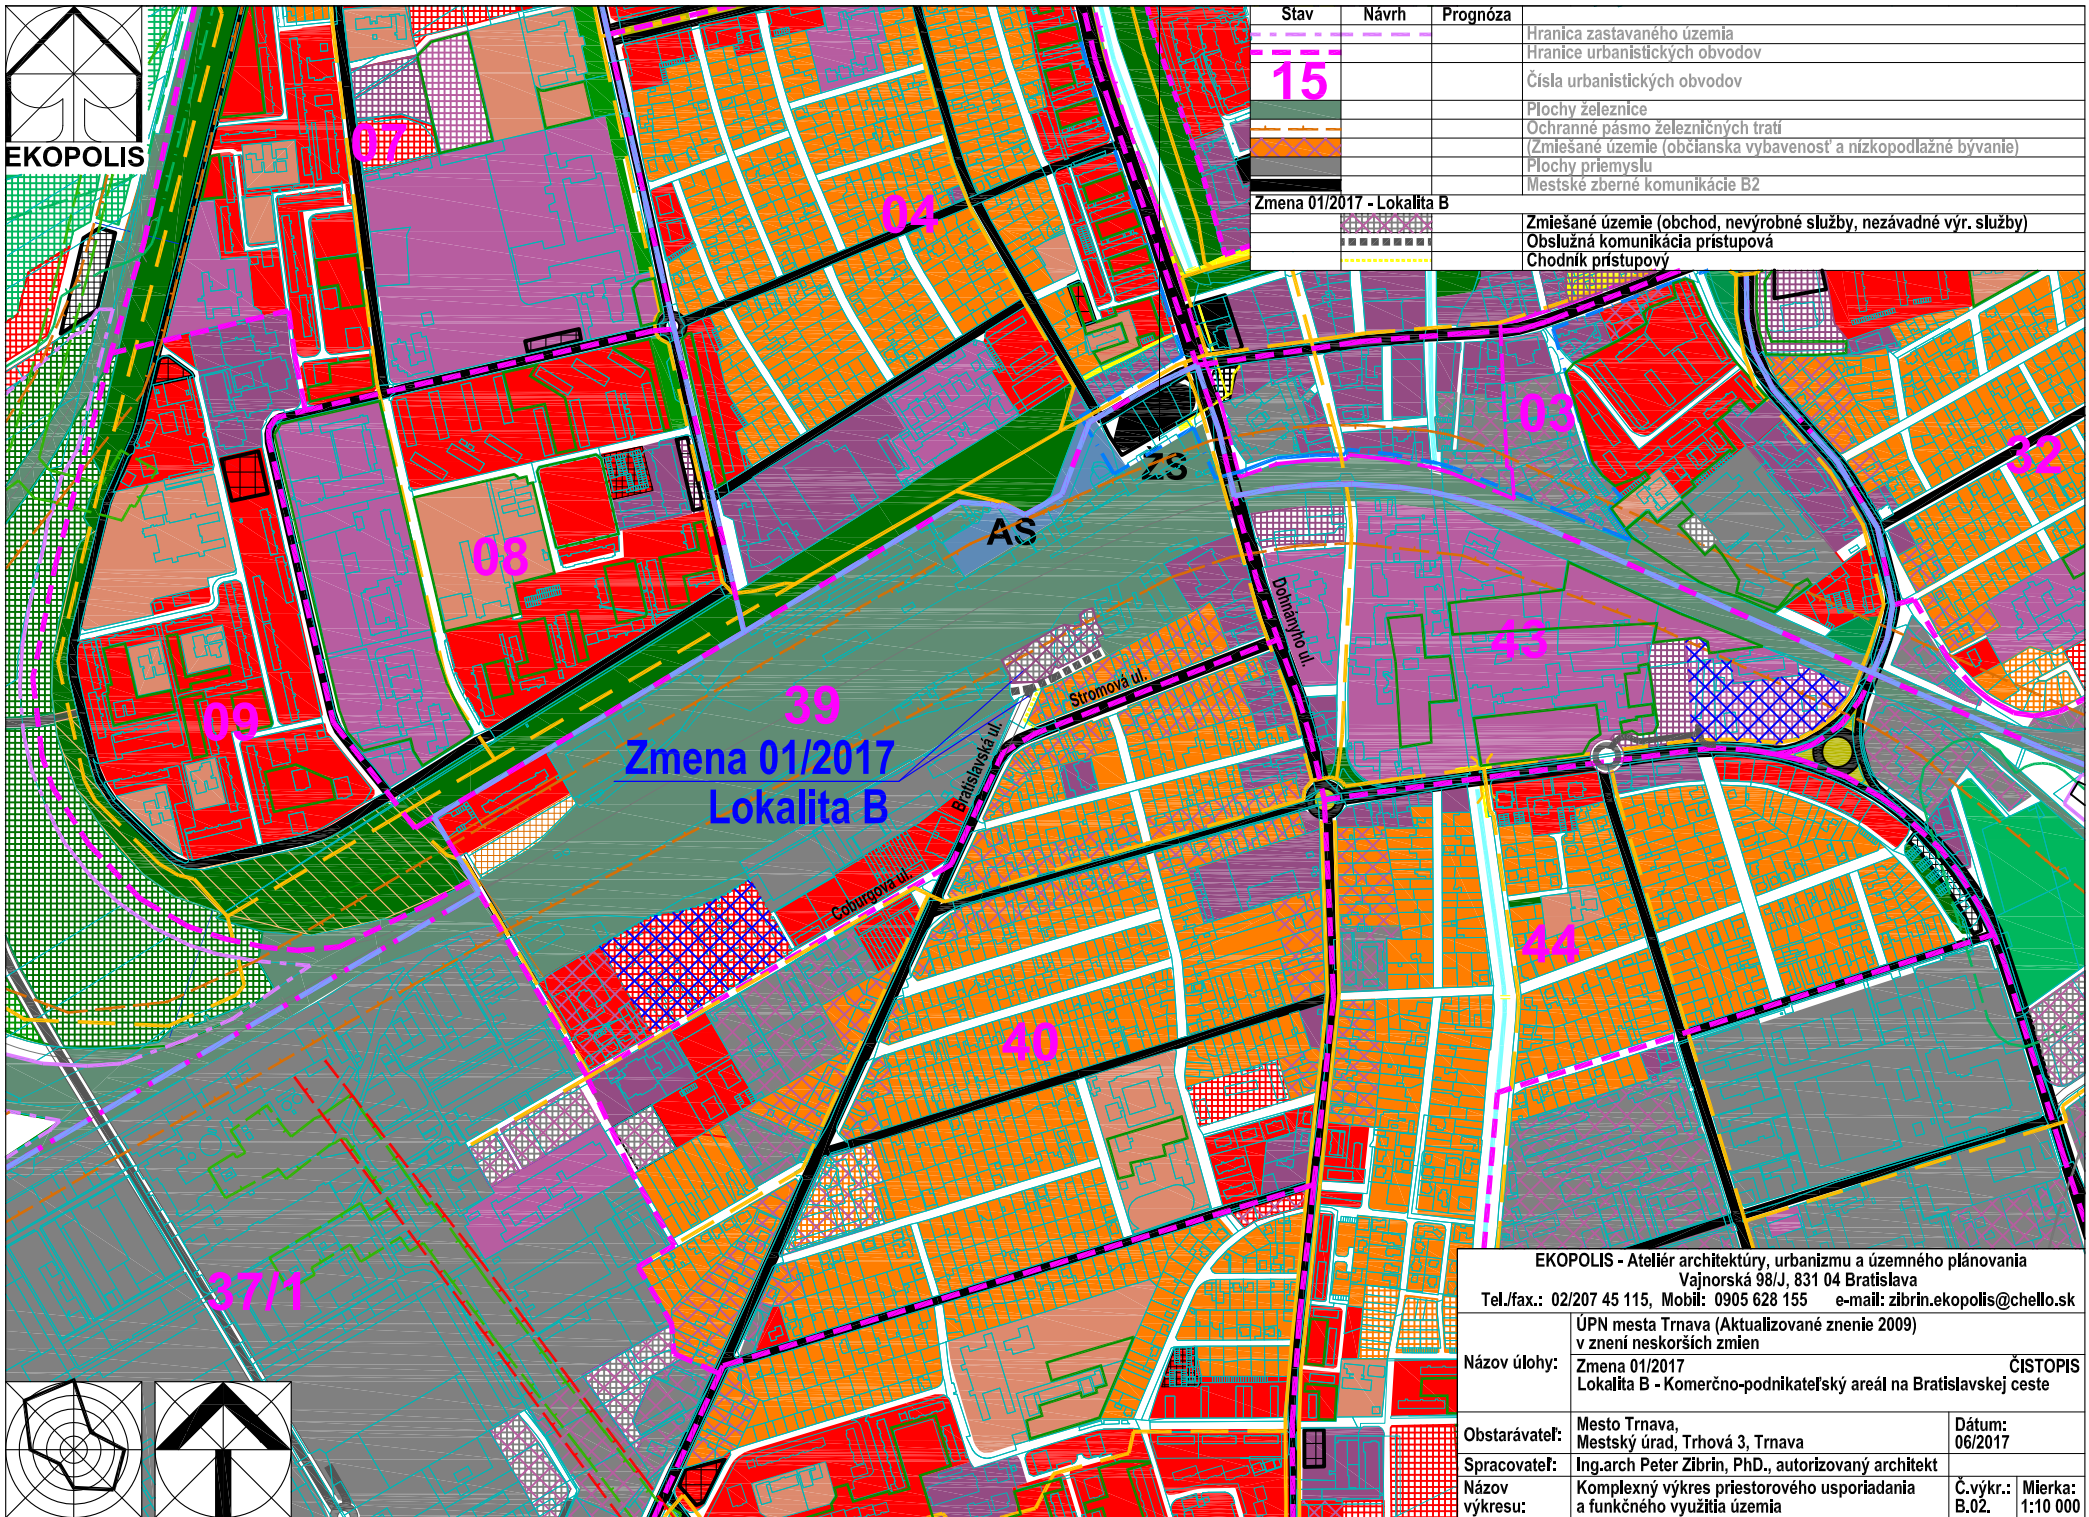 EKOPOLIS
Stav Návrh Prognóza
Hranica zastavaného územia
Hranice urbanistických obvodov
15 Čísla urbanistických obvodov
Plochy železnice
Ochranné pásmo železničných tratí
(Zmiešané územie (občianska vybavenosť a nízkopodlažné bývanie)
Plochy priemyslu
Mestské zberné komunikácie B2
Zmena 01/2017 - Lokalita B
Zmiešané územie (obchod, nevýrobné služby, nezávadné výr. služby)
Obslužná komunikácia prístupová
Chodník prístupový
07
04
03
32
ZS
AS
08
Dohnányho ul.
43
Stromová ul.
39
09
Bratislavská ul.
Zmena 01/2017
Lokalita B
Coburgova ul.
44
40
37/1
EKOPOLIS - Ateliér architektúry, urbanizmu a územného plánovania
Vajnorská 98/J, 831 04 Bratislava
Tel./fax.: 02/207 45 115, Mobil: 0905 628 155 e-mail: zibrin.ekopolis@chello.sk
Názov úlohy:
ÚPN mesta Trnava (Aktualizované znenie 2009)
v znení neskorších zmien
Zmena 01/2017 ČISTOPIS
Lokalita B - Komerčno-podnikateľský areál na Bratislavskej ceste
Obstarávateľ:
Mesto Trnava,
Mestský úrad, Trhová 3, Trnava
Dátum:
06/2017
Spracovateľ: Ing.arch Peter Zibrin, PhD., autorizovaný architekt
Názov
výkresu:
Komplexný výkres priestorového usporiadania
a funkčného využitia územia
Č.výkr.:
B.02.
Mierka:
1:10 000